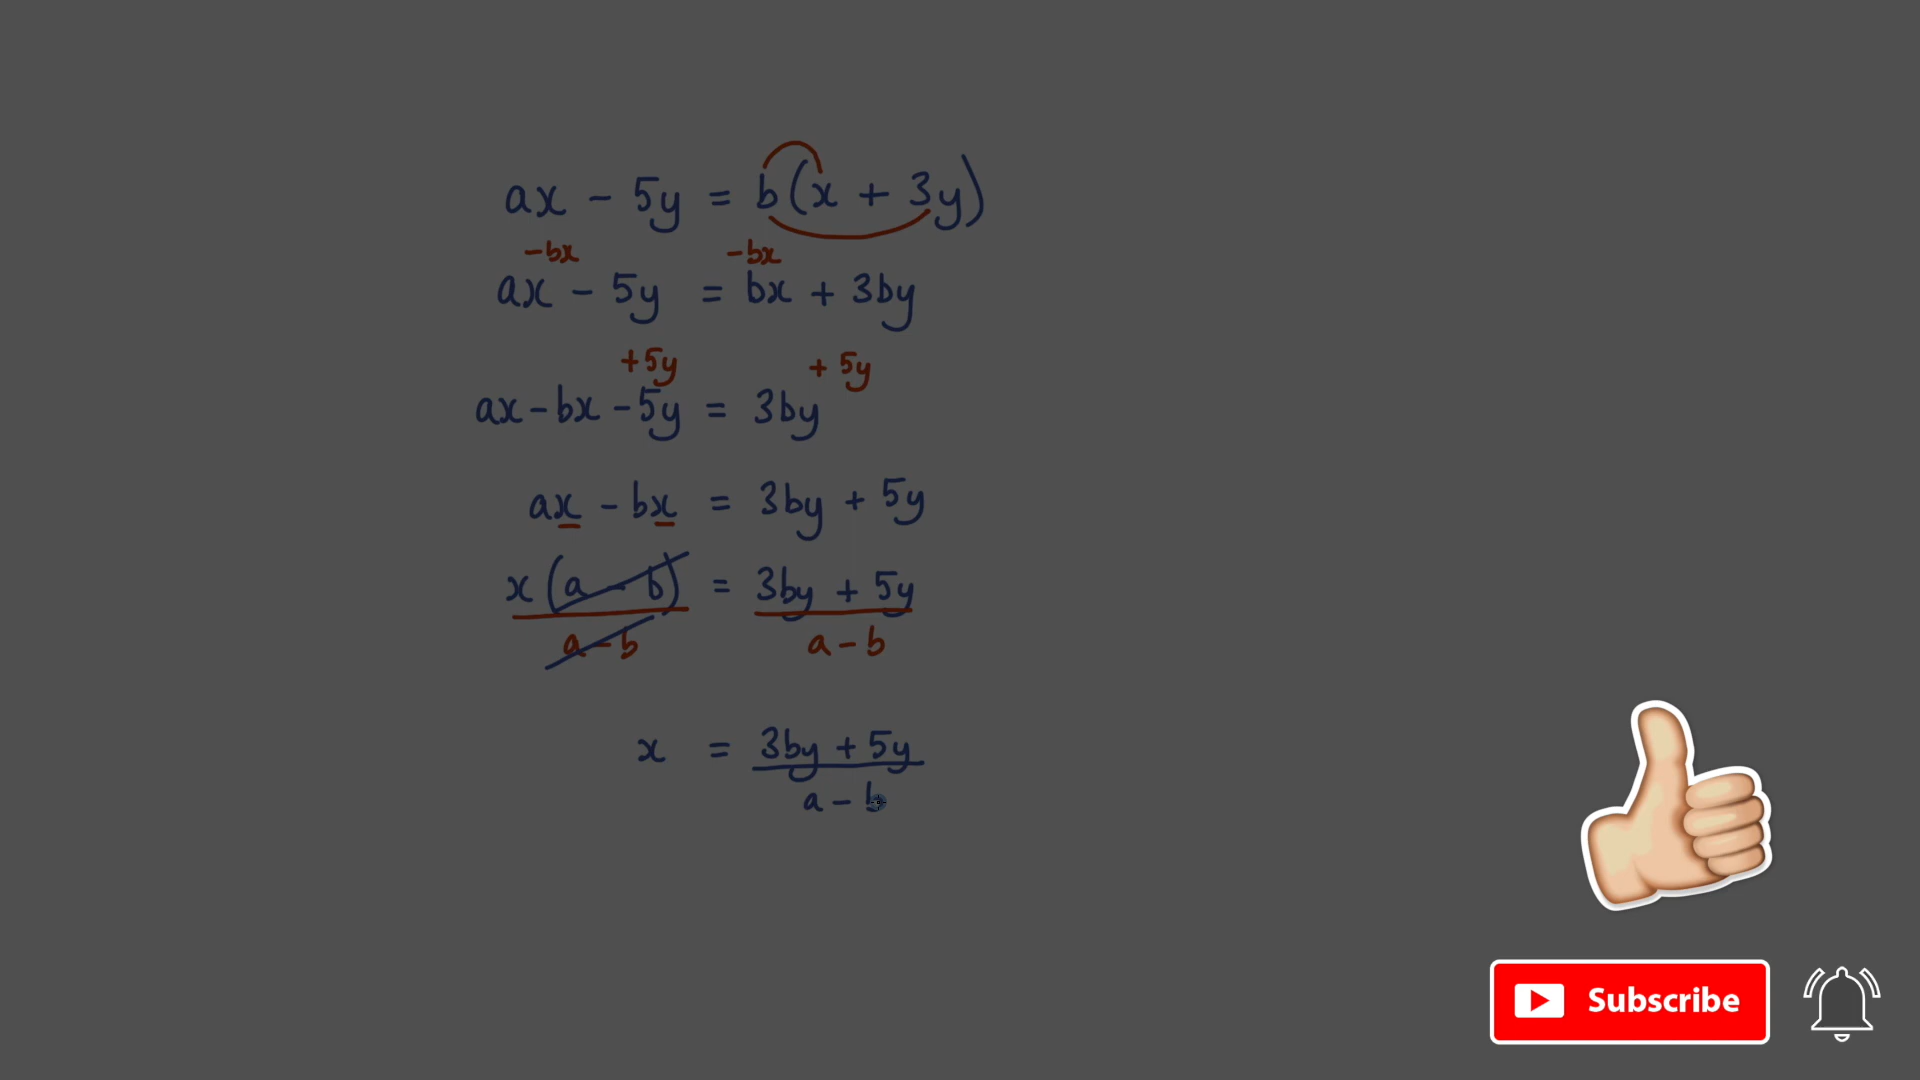 ax - 5y = b(x + 3y)
-bx -bx
ax - 5y = bx + 3by
+5y + 5y
ax - bx - 5y = 3by
ax - bx = 3by + 5y
x(a - b) = 3by + 5y
a - b a - b
x = 3by + 5y
a - b
Subscribe